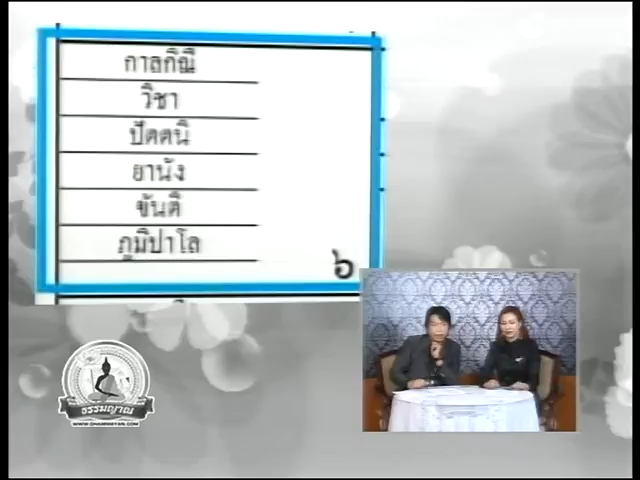 กาลกิณี
วิชา
ปัตตนิ
ยานัง
ขันตี
ภูมิปาโล
๖
ธรรมญาณ
WWW.DHAMMAYAN.COM